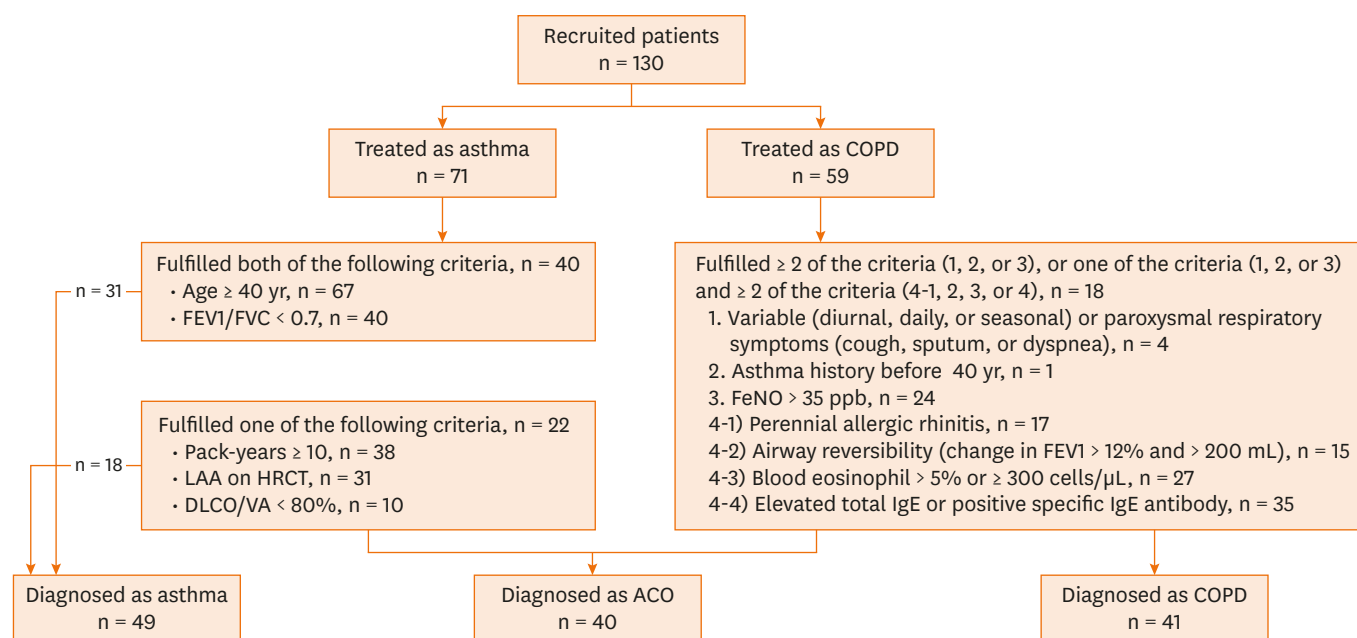 Recruited patients
n = 130
Treated as asthma
n = 71
Treated as COPD
n = 59
Fulfilled both of the following criteria, n = 40
• Age ≥ 40 yr, n = 67
• FEV1/FVC < 0.7, n = 40
n = 31
Fulfilled one of the following criteria, n = 22
• Pack-years ≥ 10, n = 38
• LAA on HRCT, n = 31
• DLCO/VA < 80%, n = 10
n = 18
Fulfilled ≥ 2 of the criteria (1, 2, or 3), or one of the criteria (1, 2, or 3)
and ≥ 2 of the criteria (4-1, 2, 3, or 4), n = 18
1. Variable (diurnal, daily, or seasonal) or paroxysmal respiratory
symptoms (cough, sputum, or dyspnea), n = 4
2. Asthma history before 40 yr, n = 1
3. FeNO > 35 ppb, n = 24
4-1) Perennial allergic rhinitis, n = 17
4-2) Airway reversibility (change in FEV1 > 12% and > 200 mL), n = 15
4-3) Blood eosinophil > 5% or ≥ 300 cells/μL, n = 27
4-4) Elevated total IgE or positive specific IgE antibody, n = 35
Diagnosed as asthma
n = 49
Diagnosed as ACO
n = 40
Diagnosed as COPD
n = 41